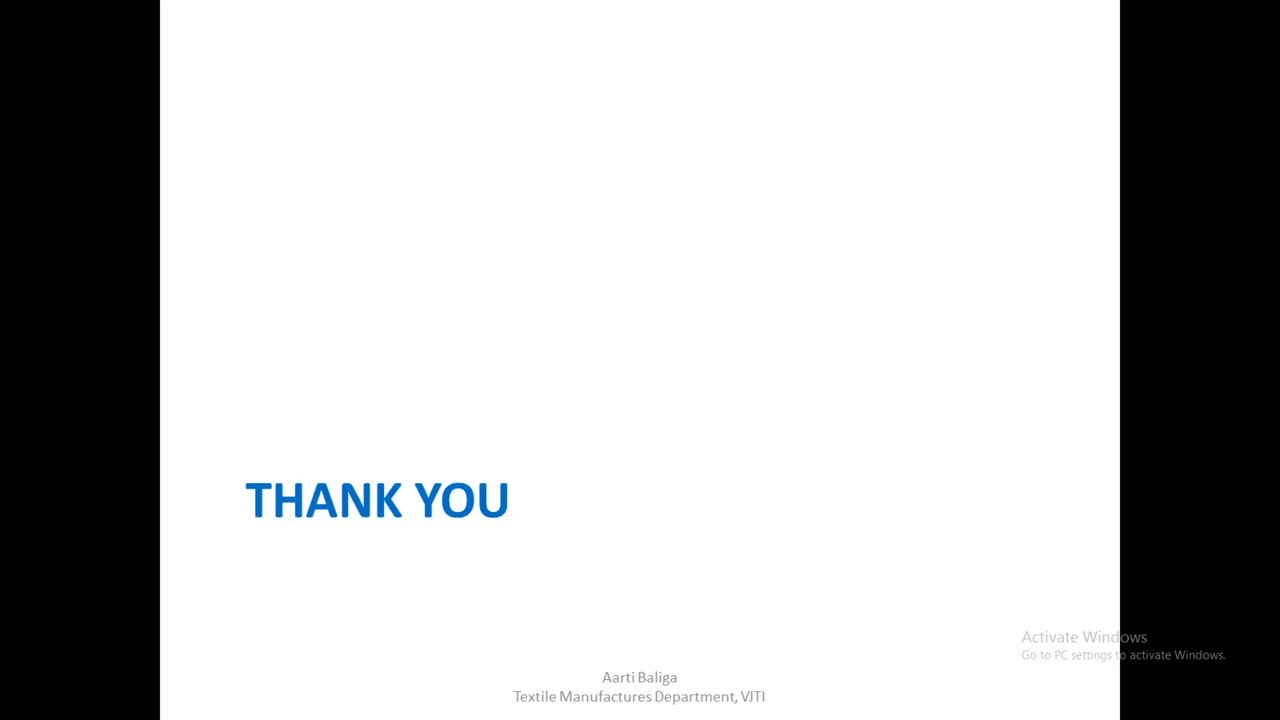 THANK YOU
Activate Windows
Go to PC settings to activate Windows.
Aarti Baliga
Textile Manufactures Department, VJTI